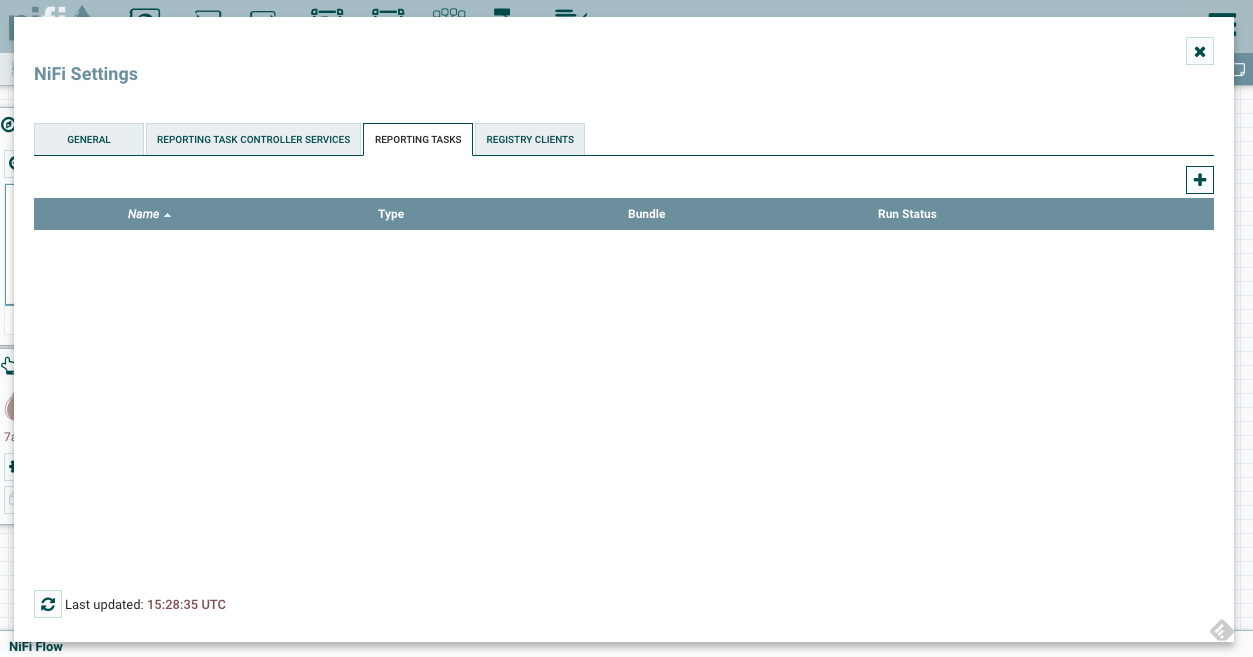 NiFi Settings
GENERAL
REPORTING TASK CONTROLLER SERVICES
REPORTING TASKS
REGISTRY CLIENTS
Name
Type
Bundle
Run Status
Last updated: 15:28:35 UTC
NiFi Flow